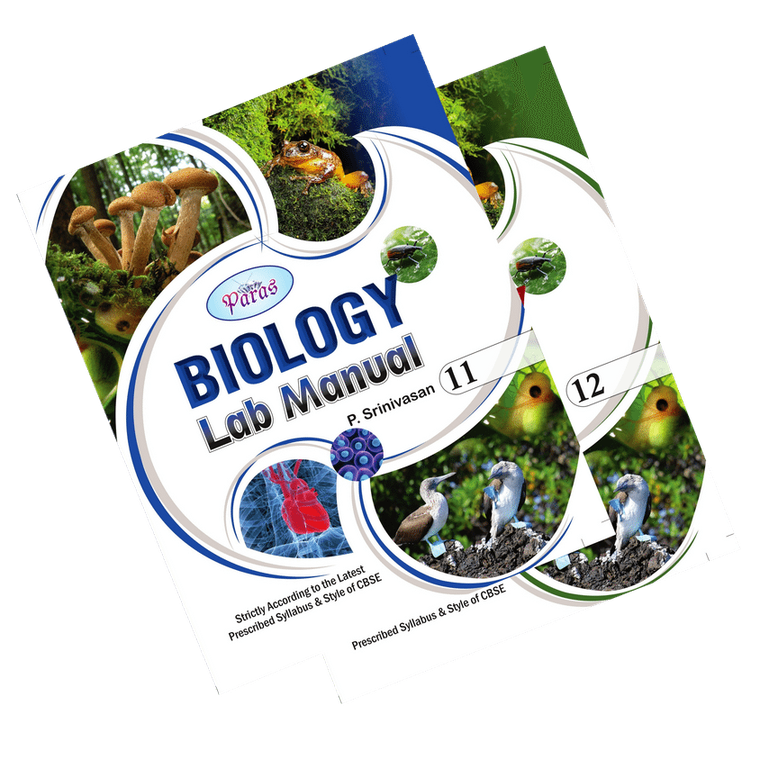 Paras
BIOLOGY
Lab Manual
P. Srinivasan
11
Strictly According to the Latest
Prescribed Syllabus & Style of CBSE
12
Prescribed Syllabus & Style of CBSE